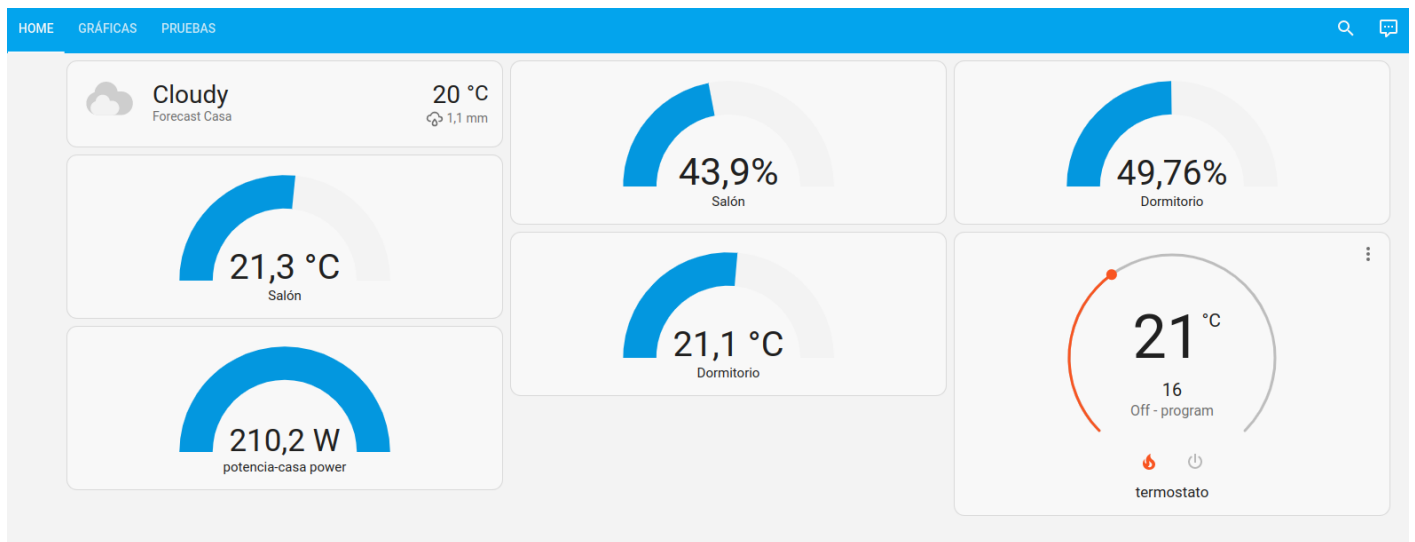 HOME GRÁFICAS PRUEBAS
Cloudy
Forecast Casa
20 °C
1,1 mm
21,3 °C
Salón
210,2 W
potencia-casa power
43,9%
Salón
21,1 °C
Dormitorio
49,76%
Dormitorio
21 °C
16
Off - program
termostato